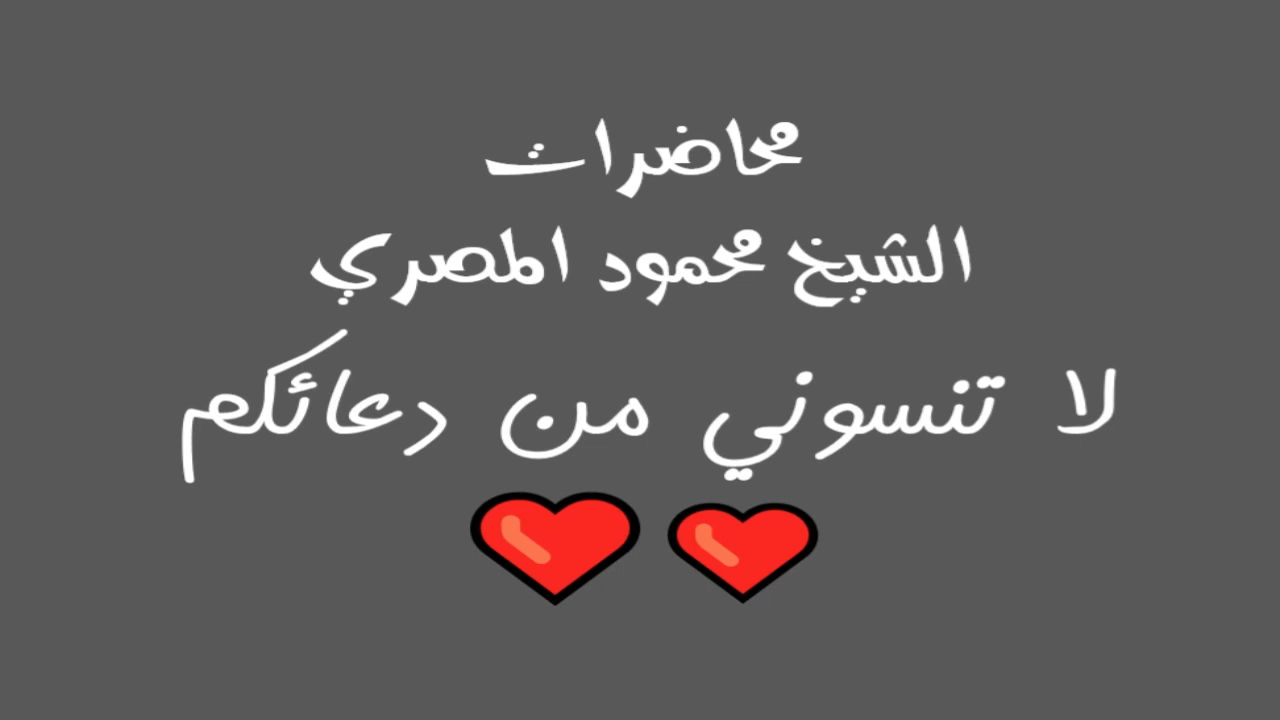 محاضرات
الشيخ محمود المصري
لا تنسوني من دعائكم